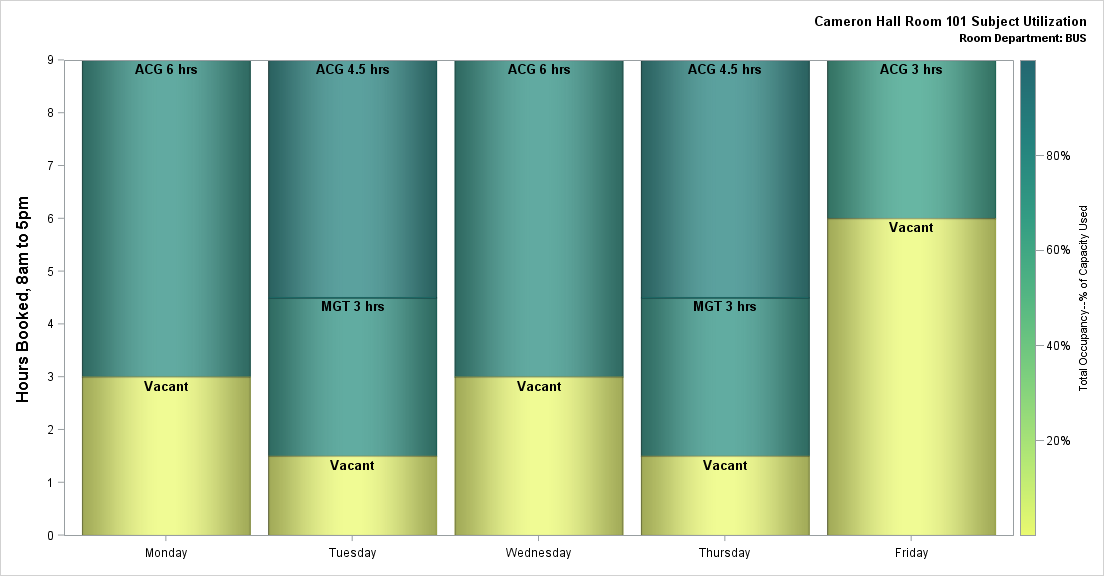 Cameron Hall Room 101 Subject Utilization
Room Department: BUS
Hours Booked, 8am to 5pm
9
8
7
6
5
4
3
2
1
0
ACG 6 hrs
Vacant
ACG 4.5 hrs
MGT 3 hrs
Vacant
ACG 6 hrs
Vacant
ACG 4.5 hrs
MGT 3 hrs
Vacant
ACG 3 hrs
Vacant
Monday
Tuesday
Wednesday
Thursday
Friday
80%
60%
40%
20%
Total Occupancy--% of Capacity Used